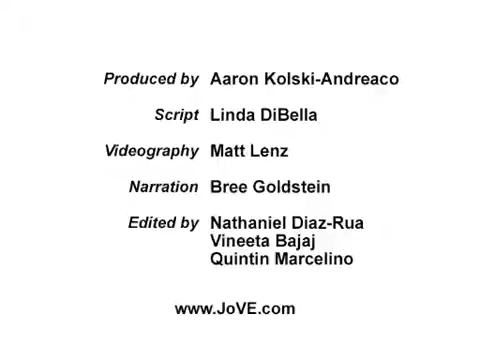 Produced by Aaron Kolski-Andreaco
Script Linda DiBella
Videography Matt Lenz
Narration Bree Goldstein
Edited by Nathaniel Diaz-Rua
Vineeta Bajaj
Quintin Marcelino
www.JoVE.com